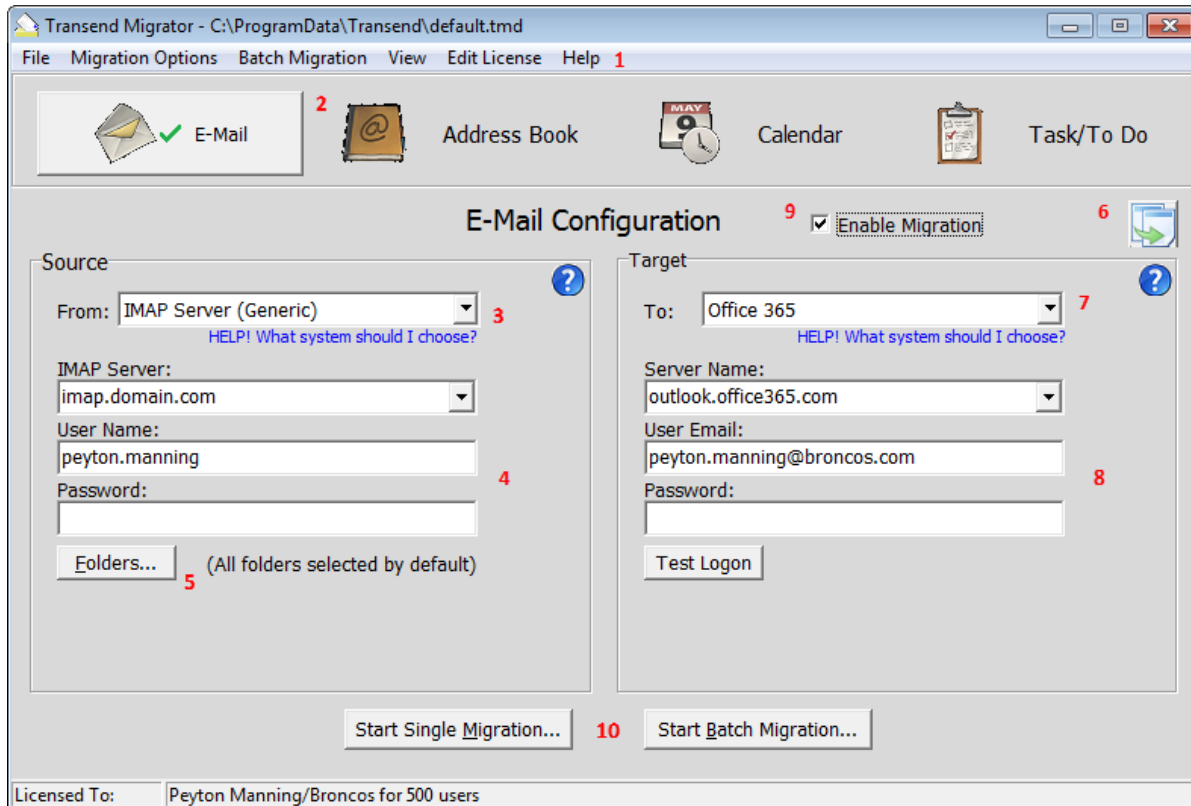 Transend Migrator - C:\ProgramData\Transend\default.tmd
File Migration Options Batch Migration View Edit License Help 1
2
E-Mail
@
Address Book
MAY
9
Calendar
Task/To Do
E-Mail Configuration
9
Enable Migration
6
Source
?
From: IMAP Server (Generic)
3
HELP! What system should I choose?
IMAP Server:
imap.domain.com
User Name:
peyton.manning
4
Password:
Folders...
5
(All folders selected by default)
Target
?
To: Office 365
7
HELP! What system should I choose?
Server Name:
outlook.office365.com
User Email:
peyton.manning@broncos.com
8
Password:
Test Logon
Start Single Migration...
10
Start Batch Migration...
Licensed To: Peyton Manning/Broncos for 500 users